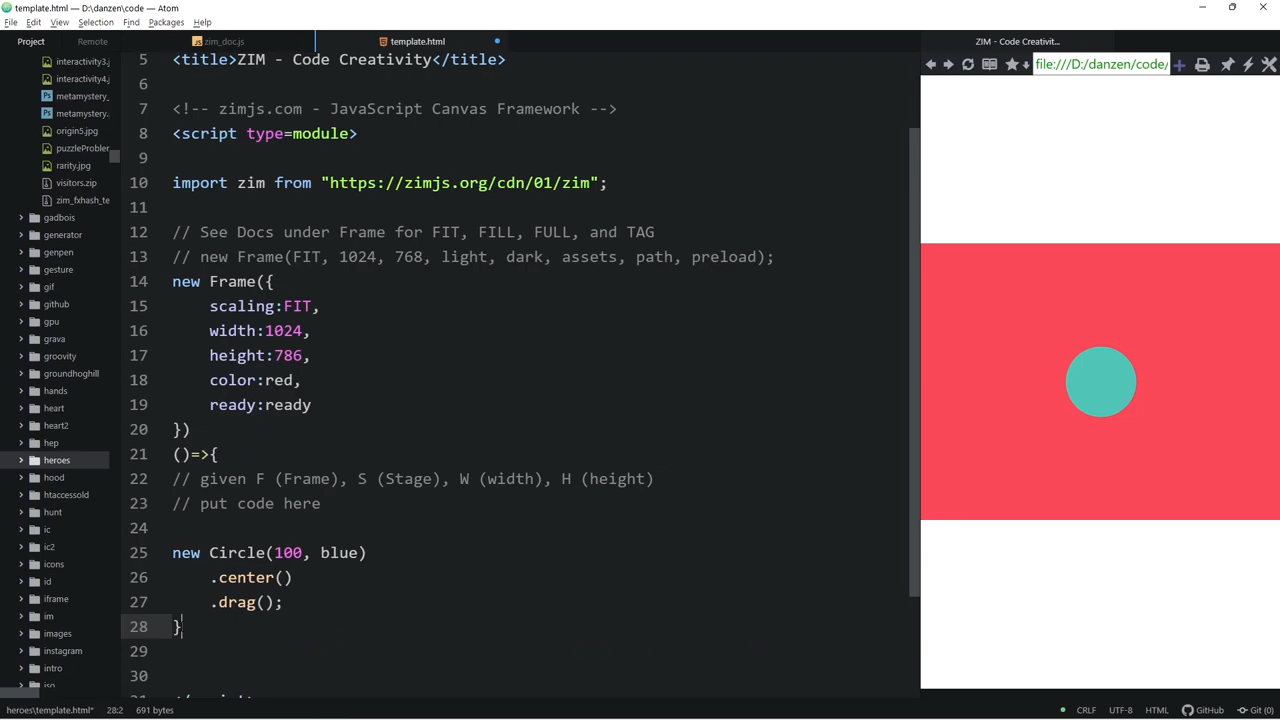 template.html — D:\danzen\code — Atom
File Edit View Selection Find Packages Help
Project Remote
zim_doc.js
template.html
ZIM - Code Creativit...
file:///D:/danzen/code/
interactivity3.j
interactivity4.
metamystery_
metamystery.
origin5.jpg
puzzleProbler
rarity.jpg
visitors.zip
zim_fxhash_te
gadbois
generator
genpen
gesture
gif
github
gpu
grava
groovity
groundhoghill
hands
heart
heart2
hep
heroes
hood
htaccessold
hunt
ic
ic2
icons
id
iframe
im
images
instagram
intro
iso
5 <title>ZIM - Code Creativity</title>
6
7 <!-- zimjs.com - JavaScript Canvas Framework -->
8 <script type=module>
9
10 import zim from "https://zimjs.org/cdn/01/zim";
11
12 // See Docs under Frame for FIT, FILL, FULL, and TAG
13 // new Frame(FIT, 1024, 768, light, dark, assets, path, preload);
14 new Frame({
15 scaling:FIT,
16 width:1024,
17 height:786,
18 color:red,
19 ready:ready
20 })
21 ()=>{
22 // given F (Frame), S (Stage), W (width), H (height)
23 // put code here
24
25 new Circle(100, blue)
26 .center()
27 .drag();
28 }
29
30
heroes\template.html* 28:2 691 bytes
CRLF UTF-8 HTML GitHub Git (0)